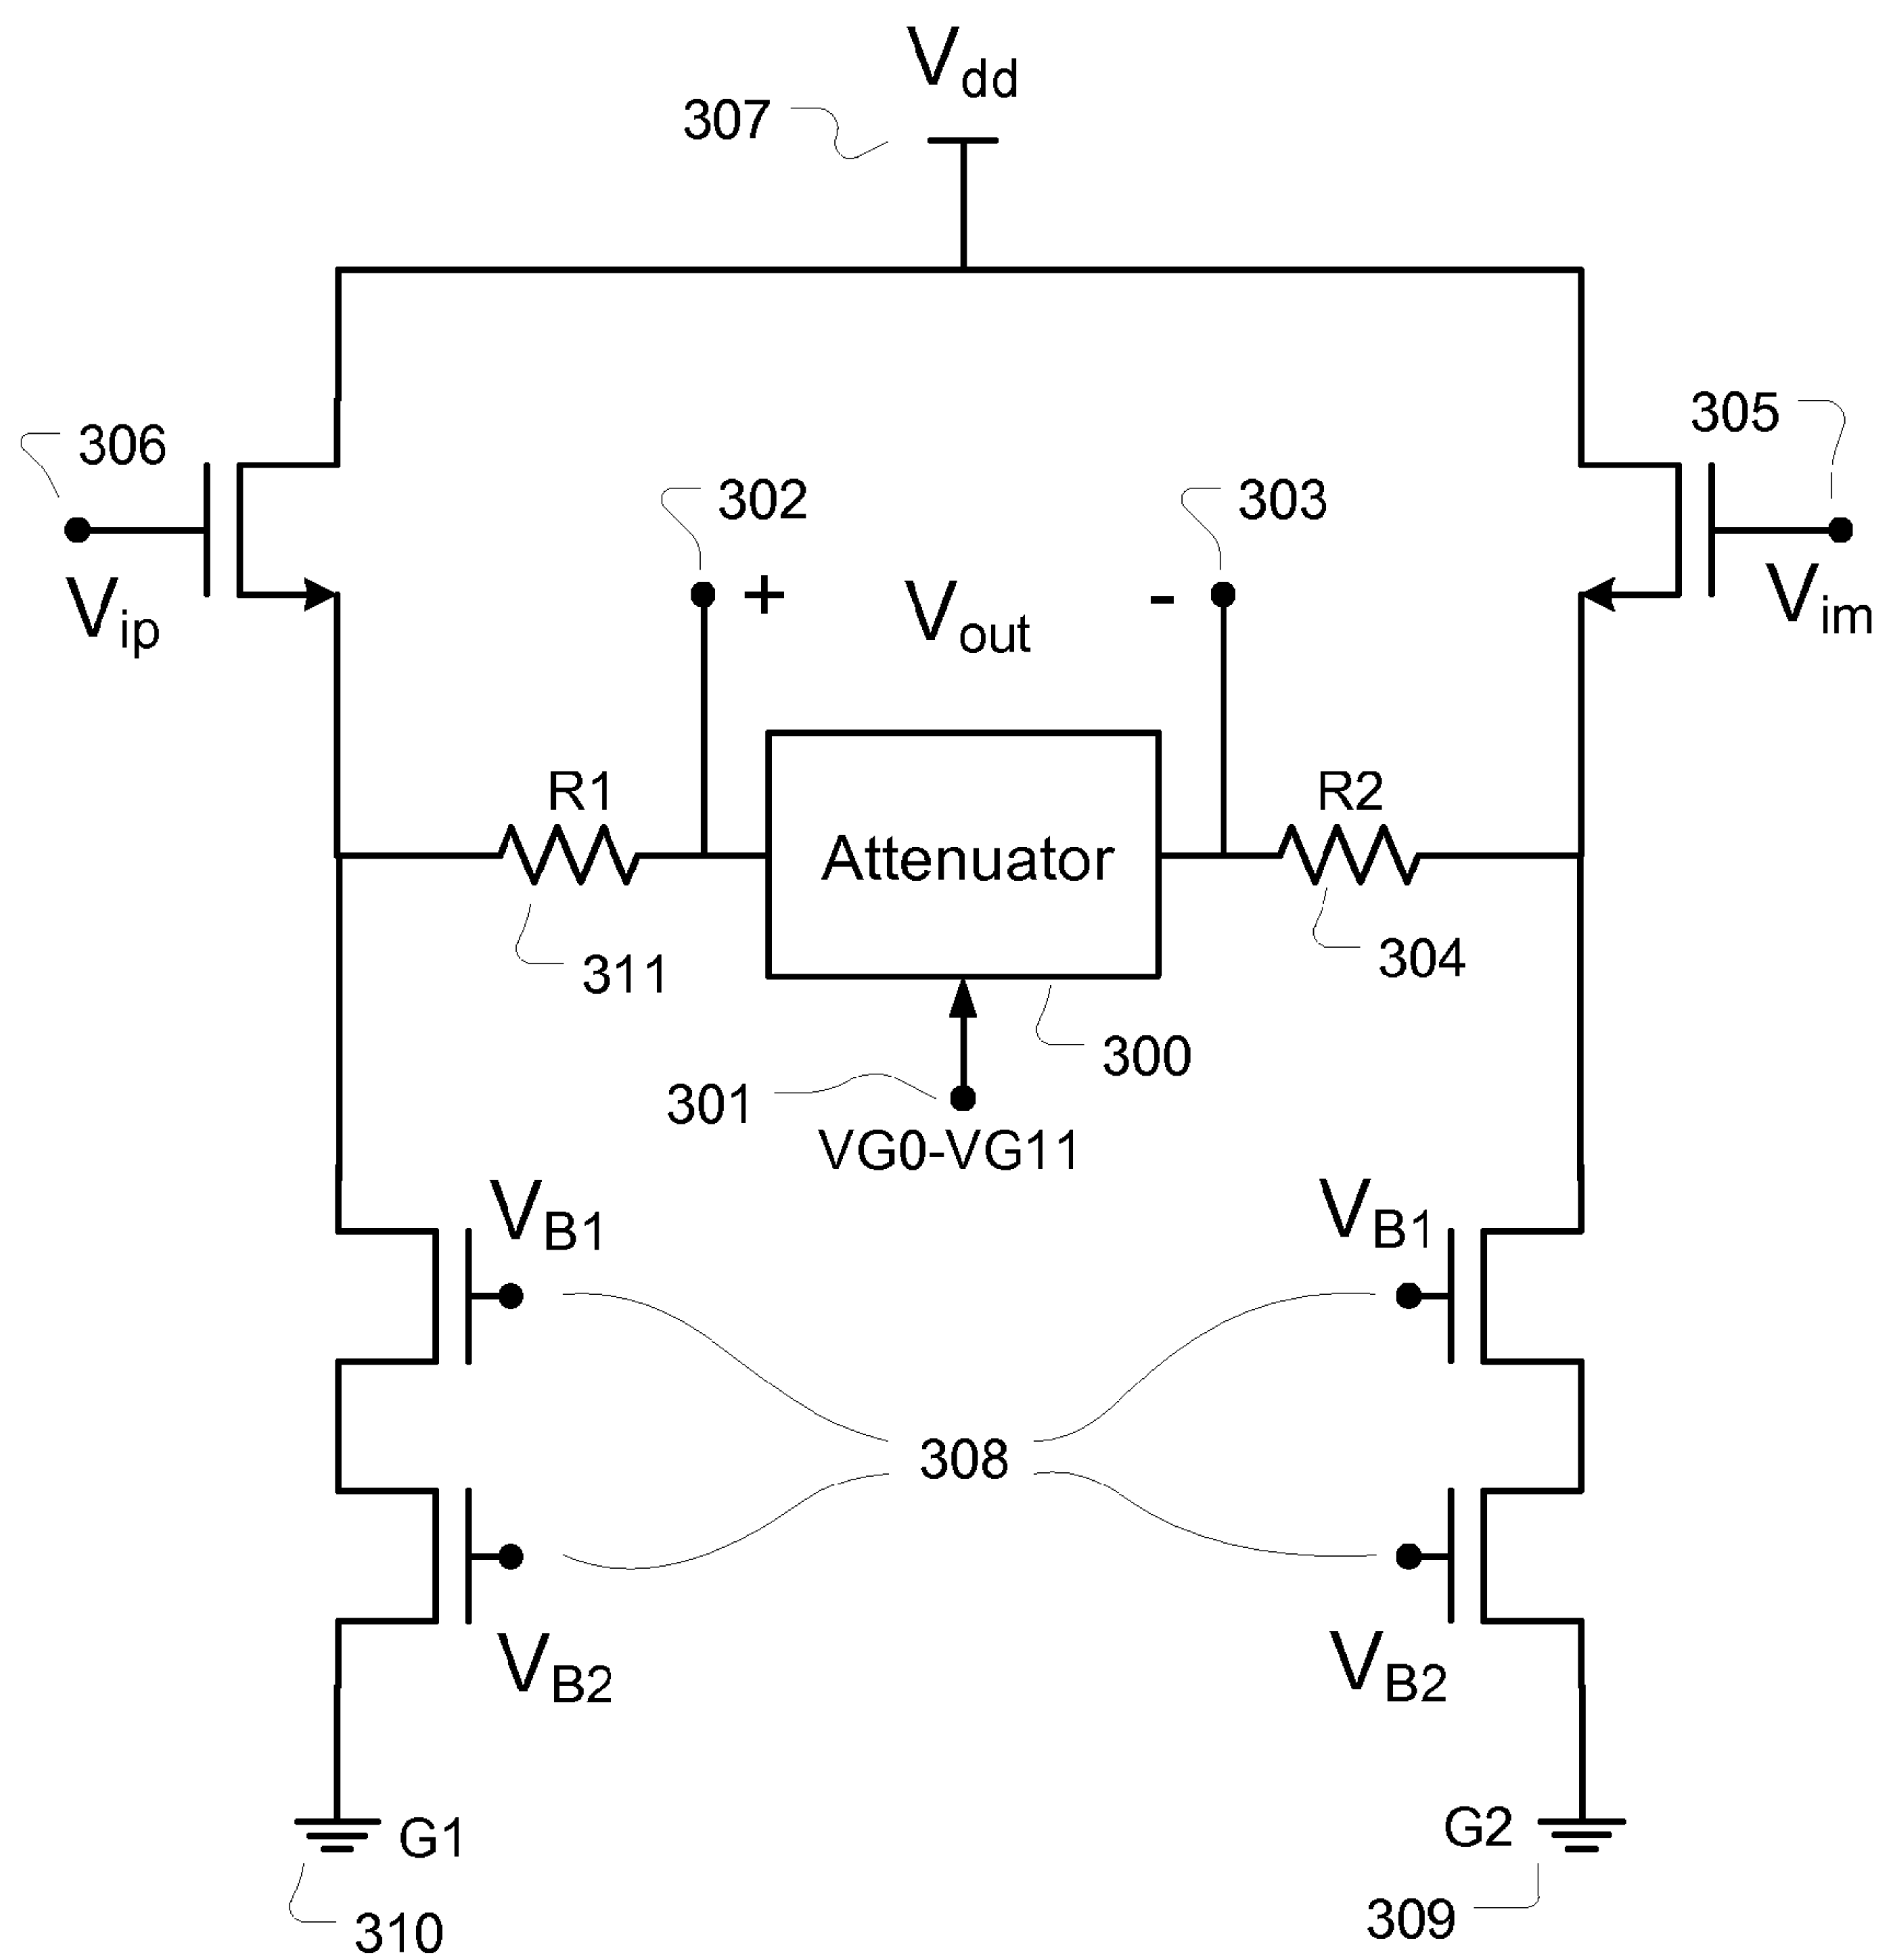 Vdd
307
306
305
302
303
Vip
+
Vout
-
Vim
R1
R2
Attenuator
311
304
300
301
VG0-VG11
VB1
VB1
308
VB2
VB2
G1
G2
310
309